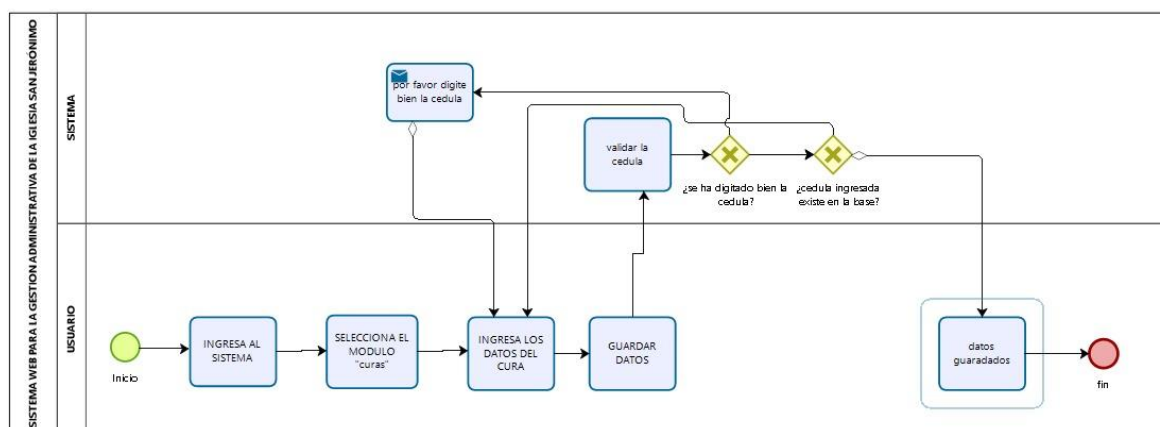 SISTEMA WEB PARA LA GESTION ADMINISTRATIVA DE LA IGLESIA SAN JERÓNIMO
SISTEMA
por favor digite
bien la cedula
validar la
cedula
¿se ha digitado bien la
cedula?
¿cedula ingresada
existe en la base?
USUARIO
Inicio
INGRESA AL
SISTEMA
SELECCIONA EL
MODULO
"curas"
INGRESA LOS
DATOS DEL
CURA
GUARDAR
DATOS
datos
guaradados
fin